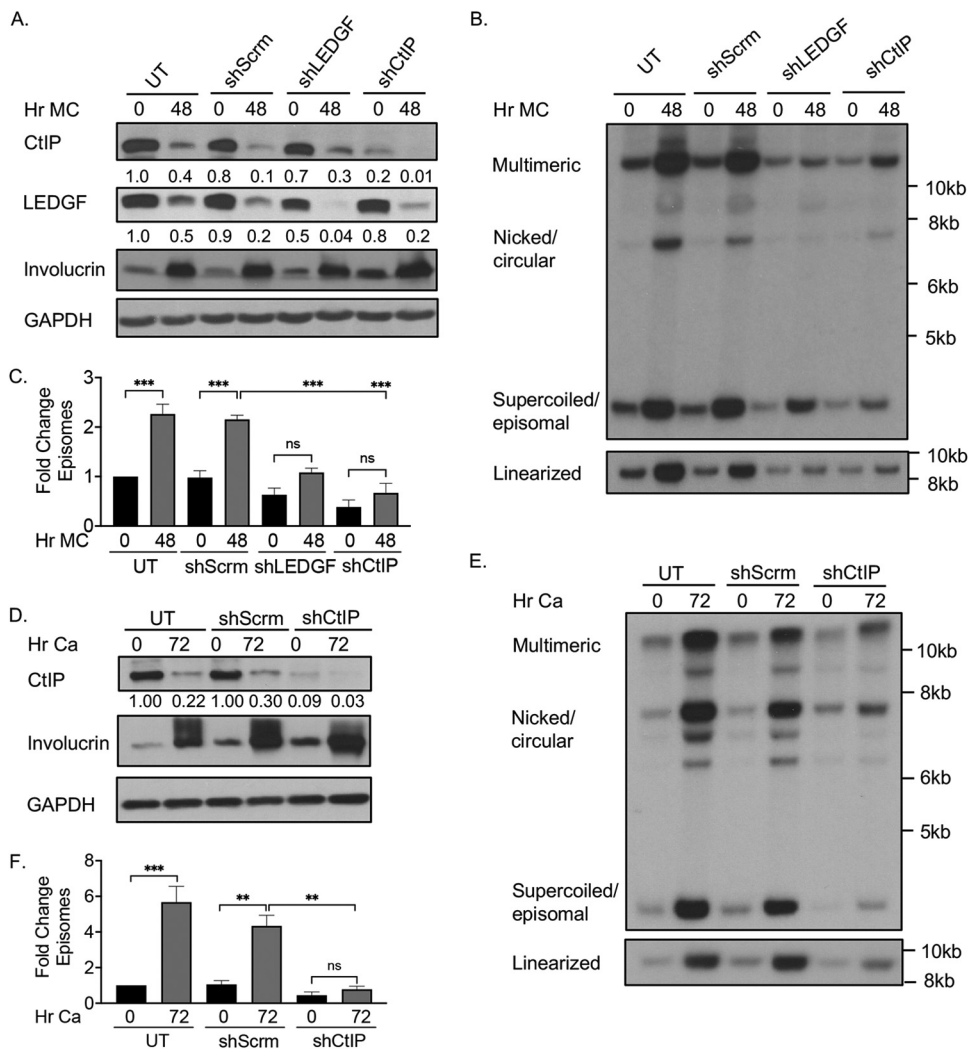 A.
UT shScrm shLEDGF shCtIP
Hr MC 0 48 0 48 0 48 0 48
CtIP
1.0 0.4 0.8 0.1 0.7 0.3 0.2 0.01
LEDGF
1.0 0.5 0.9 0.2 0.5 0.04 0.8 0.2
Involucrin
GAPDH
B.
UT shScrm shLEDGF shCtIP
Hr MC 0 48 0 48 0 48 0 48
Multimeric
10kb
8kb
Nicked/
circular
6kb
5kb
Supercoiled/
episomal
10kb
Linearized
8kb
C.
Fold Change
Episomes
3
2
1
0
*** *** *** ***
ns ns
Hr MC 0 48 0 48 0 48 0 48
UT shScrm shLEDGF shCtIP
D.
UT shScrm shCtIP
Hr Ca 0 72 0 72 0 72
CtIP
1.00 0.22 1.00 0.30 0.09 0.03
Involucrin
GAPDH
E.
UT shScrm shCtIP
Hr Ca 0 72 0 72 0 72
Multimeric
10kb
8kb
Nicked/
circular
6kb
5kb
Supercoiled/
episomal
10kb
Linearized
8kb
F.
Fold Change
Episomes
8
6
4
2
0
*** ** **
ns
Hr Ca 0 72 0 72 0 72
UT shScrm shCtIP